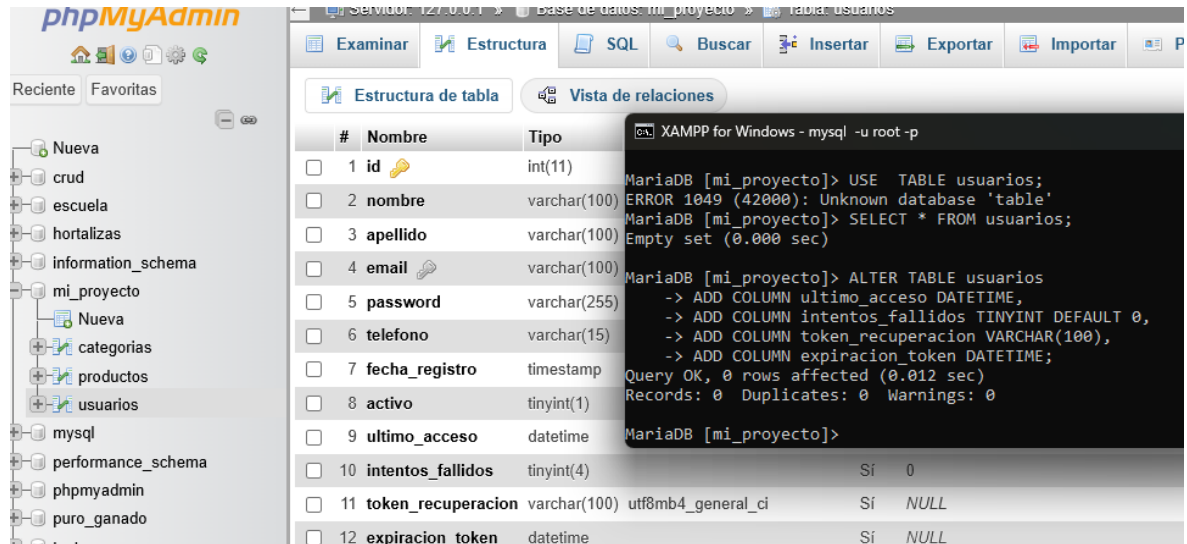 phpMyAdmin
Servidor: 127.0.0.1 » Base de datos: mi_proyecto » Tabla: usuarios
Examinar Estructura SQL Buscar Insertar Exportar Importar P
Reciente Favoritas
Estructura de tabla Vista de relaciones
Nueva
crud
escuela
hortalizas
information_schema
mi_proyecto
Nueva
categorias
productos
usuarios
mysql
performance_schema
phpmyadmin
puro_ganado
# Nombre Tipo
1 id int(11)
2 nombre varchar(100)
3 apellido varchar(100)
4 email varchar(100)
5 password varchar(255)
6 telefono varchar(15)
7 fecha_registro timestamp
8 activo tinyint(1)
9 ultimo_acceso datetime
10 intentos_fallidos tinyint(4) Sí 0
11 token_recuperacion varchar(100) utf8mb4_general_ci Sí NULL
12 expiracion_token datetime Sí NULL
XAMPP for Windows - mysql -u root -p
MariaDB [mi_proyecto]> USE  TABLE usuarios;
ERROR 1049 (42000): Unknown database 'table'
MariaDB [mi_proyecto]> SELECT * FROM usuarios;
Empty set (0.000 sec)
MariaDB [mi_proyecto]> ALTER TABLE usuarios
    -> ADD COLUMN ultimo_acceso DATETIME,
    -> ADD COLUMN intentos_fallidos TINYINT DEFAULT 0,
    -> ADD COLUMN token_recuperacion VARCHAR(100),
    -> ADD COLUMN expiracion_token DATETIME;
Query OK, 0 rows affected (0.012 sec)
Records: 0  Duplicates: 0  Warnings: 0
MariaDB [mi_proyecto]>